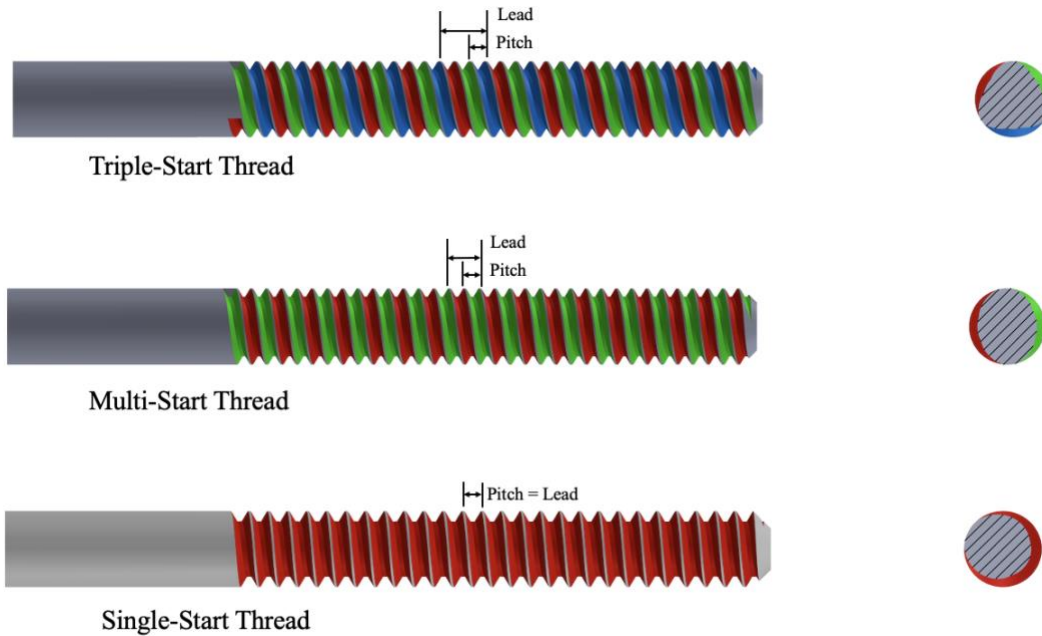 Lead
Pitch
Triple-Start Thread
Lead
Pitch
Multi-Start Thread
Pitch = Lead
Single-Start Thread